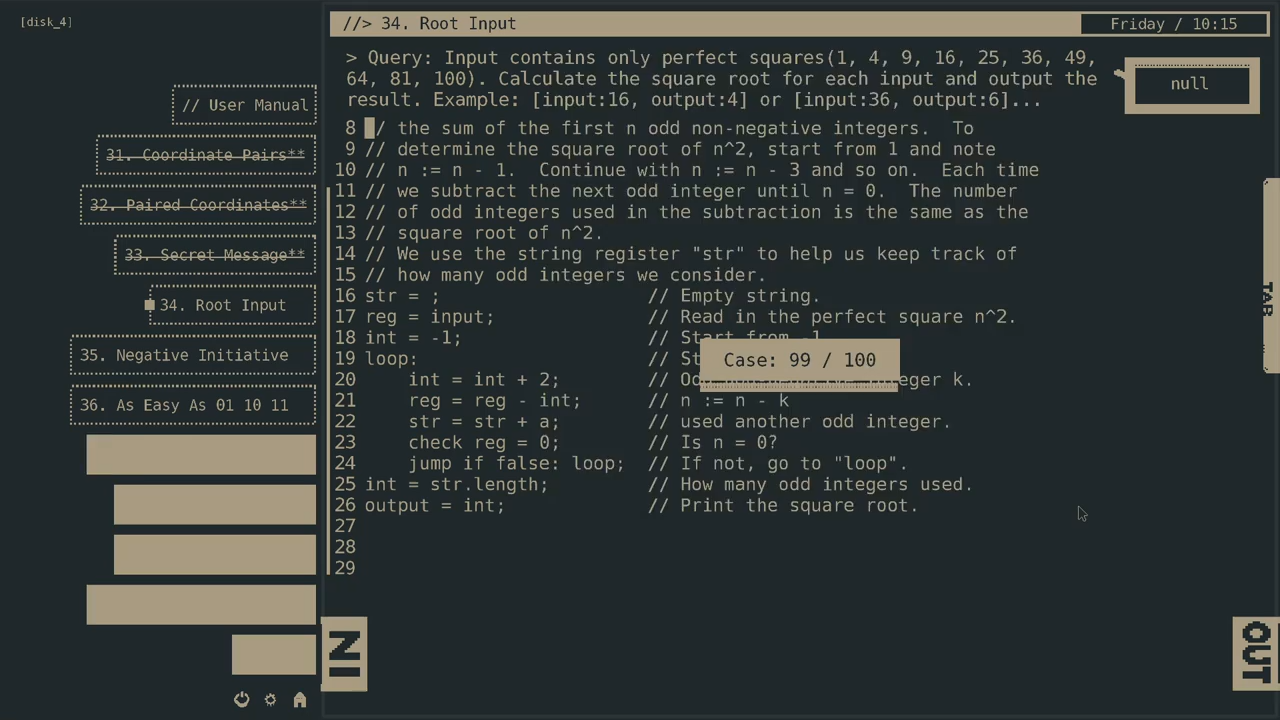 [disk_4]
// User Manual
31. Coordinate Pairs**
32. Paired Coordinates**
33. Secret Message**
34. Root Input
35. Negative Initiative
36. As Easy As 01 10 11
//> 34. Root Input
Friday / 10:15
> Query: Input contains only perfect squares(1, 4, 9, 16, 25, 36, 49,
64, 81, 100). Calculate the square root for each input and output the
result. Example: [input:16, output:4] or [input:36, output:6]...
null
8 / the sum of the first n odd non-negative integers.  To
9 // determine the square root of n^2, start from 1 and note
10 // n := n - 1.  Continue with n := n - 3 and so on.  Each time
11 // we subtract the next odd integer until n = 0.  The number
12 // of odd integers used in the subtraction is the same as the
13 // square root of n^2.
14 // We use the string register "str" to help us keep track of
15 // how many odd integers we consider.
16 str = ;                // Empty string.
17 reg = input;           // Read in the perfect square n^2.
18 int = -1;              // Start from -1
19 loop:                  // St
Case: 99 / 100
20     int = int + 2;     // eger k.
21     reg = reg - int;   // n := n - k
22     str = str + a;     // used another odd integer.
23     check reg = 0;     // Is n = 0?
24     jump if false: loop;  // If not, go to "loop".
25 int = str.length;      // How many odd integers used.
26 output = int;          // Print the square root.
27
28
29
TAB
IN
OUT